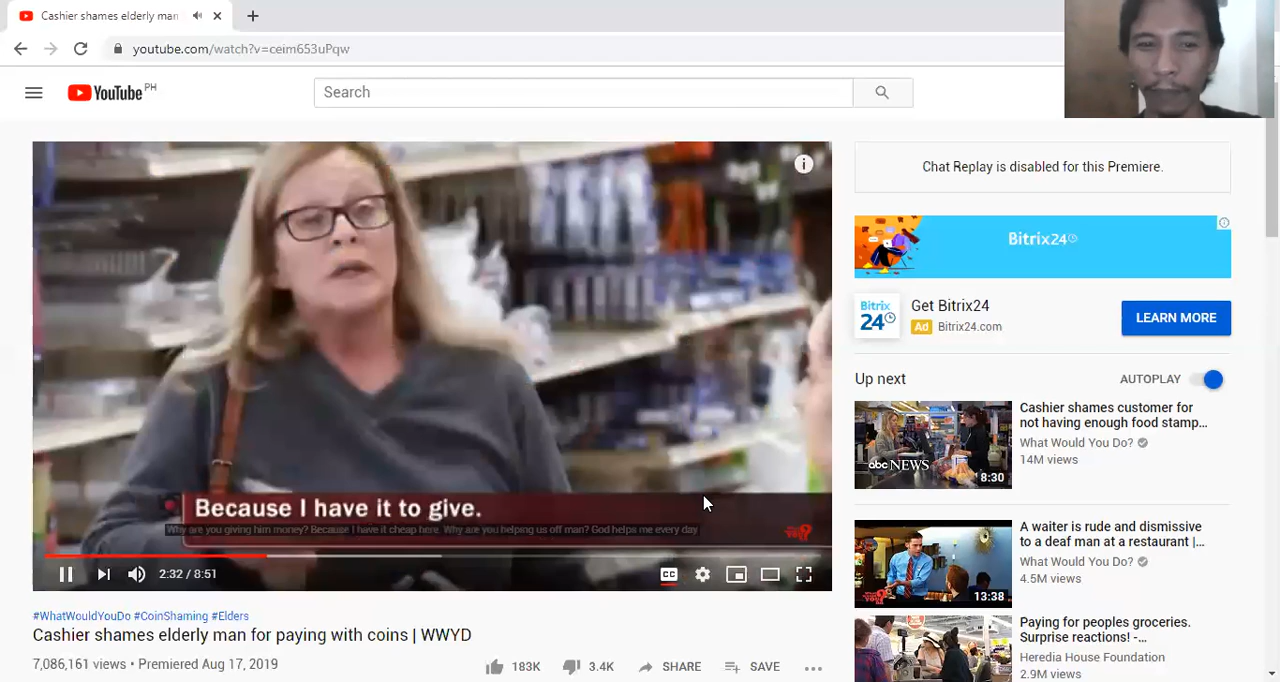 Cashier shames elderly man
youtube.com/watch?v=ceim653uPqw
YouTube PH
Search
Chat Replay is disabled for this Premiere.
Bitrix24
Bitrix 24
Get Bitrix24
Ad Bitrix24.com
LEARN MORE
Up next
AUTOPLAY
Because I have it to give.
Why are you giving him money? Because I have it cheap here. Why are you helping us off man? God helps me every day
CC
2:32 / 8:51
abc NEWS
8:30
Cashier shames customer for
not having enough food stamp...
What Would You Do?
14M views
13:38
A waiter is rude and dismissive
to a deaf man at a restaurant |...
What Would You Do?
4.5M views
Paying for peoples groceries.
Surprise reactions! -...
Heredia House Foundation
2.9M views
#WhatWouldYouDo #CoinShaming #Elders
Cashier shames elderly man for paying with coins | WWYD
7,086,161 views • Premiered Aug 17, 2019
183K
3.4K
SHARE
SAVE